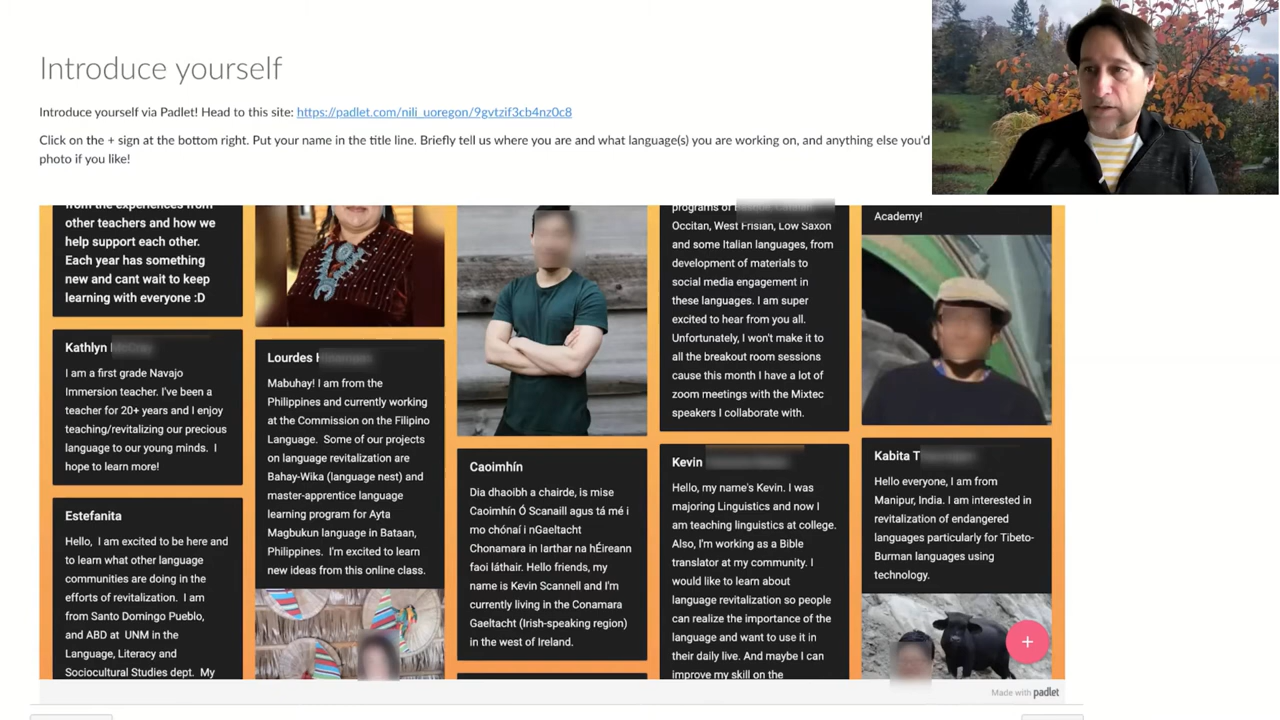 Introduce yourself
Introduce yourself via Padlet! Head to this site: https://padlet.com/nili_uoregon/9gvtzif3cb4nz0c8
Click on the + sign at the bottom right. Put your name in the title line. Briefly tell us where you are and what language(s) you are working on, and anything else you'd
photo if you like!
from the experiences from
other teachers and how we
help support each other.
Each year has something
new and cant wait to keep
learning with everyone :D
Kathlyn
I am a first grade Navajo
Immersion teacher. I've been a
teacher for 20+ years and I enjoy
teaching/revitalizing our precious
language to our young minds. I
hope to learn more!
Estefanita
Hello, I am excited to be here and
to learn what other language
communities are doing in the
efforts of revitalization. I am
from Santo Domingo Pueblo,
and ABD at UNM in the
Language, Literacy and
Sociocultural Studies dept. My
Lourdes
Mabuhay! I am from the
Philippines and currently working
at the Commission on the Filipino
Language. Some of our projects
on language revitalization are
Bahay-Wika (language nest) and
master-apprentice language
learning program for Ayta
Magbukun language in Bataan,
Philippines. I'm excited to learn
new ideas from this online class.
Caoimhín
Dia dhaoibh a chairde, is mise
Caoimhín Ó Scanaill agus tá mé i
mo chónaí i nGaeltacht
Chonamara in Iarthar na hÉireann
faoi láthair. Hello friends, my
name is Kevin Scannell and I'm
currently living in the Conamara
Gaeltacht (Irish-speaking region)
in the west of Ireland.
programs of
Occitan, West Frisian, Low Saxon
and some Italian languages, from
development of materials to
social media engagement in
these languages. I am super
excited to hear from you all.
Unfortunately, I won't make it to
all the breakout room sessions
cause this month I have a lot of
zoom meetings with the Mixtec
speakers I collaborate with.
Kevin
Hello, my name's Kevin. I was
majoring Linguistics and now I
am teaching linguistics at college.
Also, I'm working as a Bible
translator at my community. I
would like to learn about
language revitalization so people
can realize the importance of the
language and want to use it in
their daily live. And maybe I can
improve my skill on the
Academy!
Kabita T
Hello everyone, I am from
Manipur, India. I am interested in
revitalization of endangered
languages particularly for Tibeto-
Burman languages using
technology.
+
Made with padlet